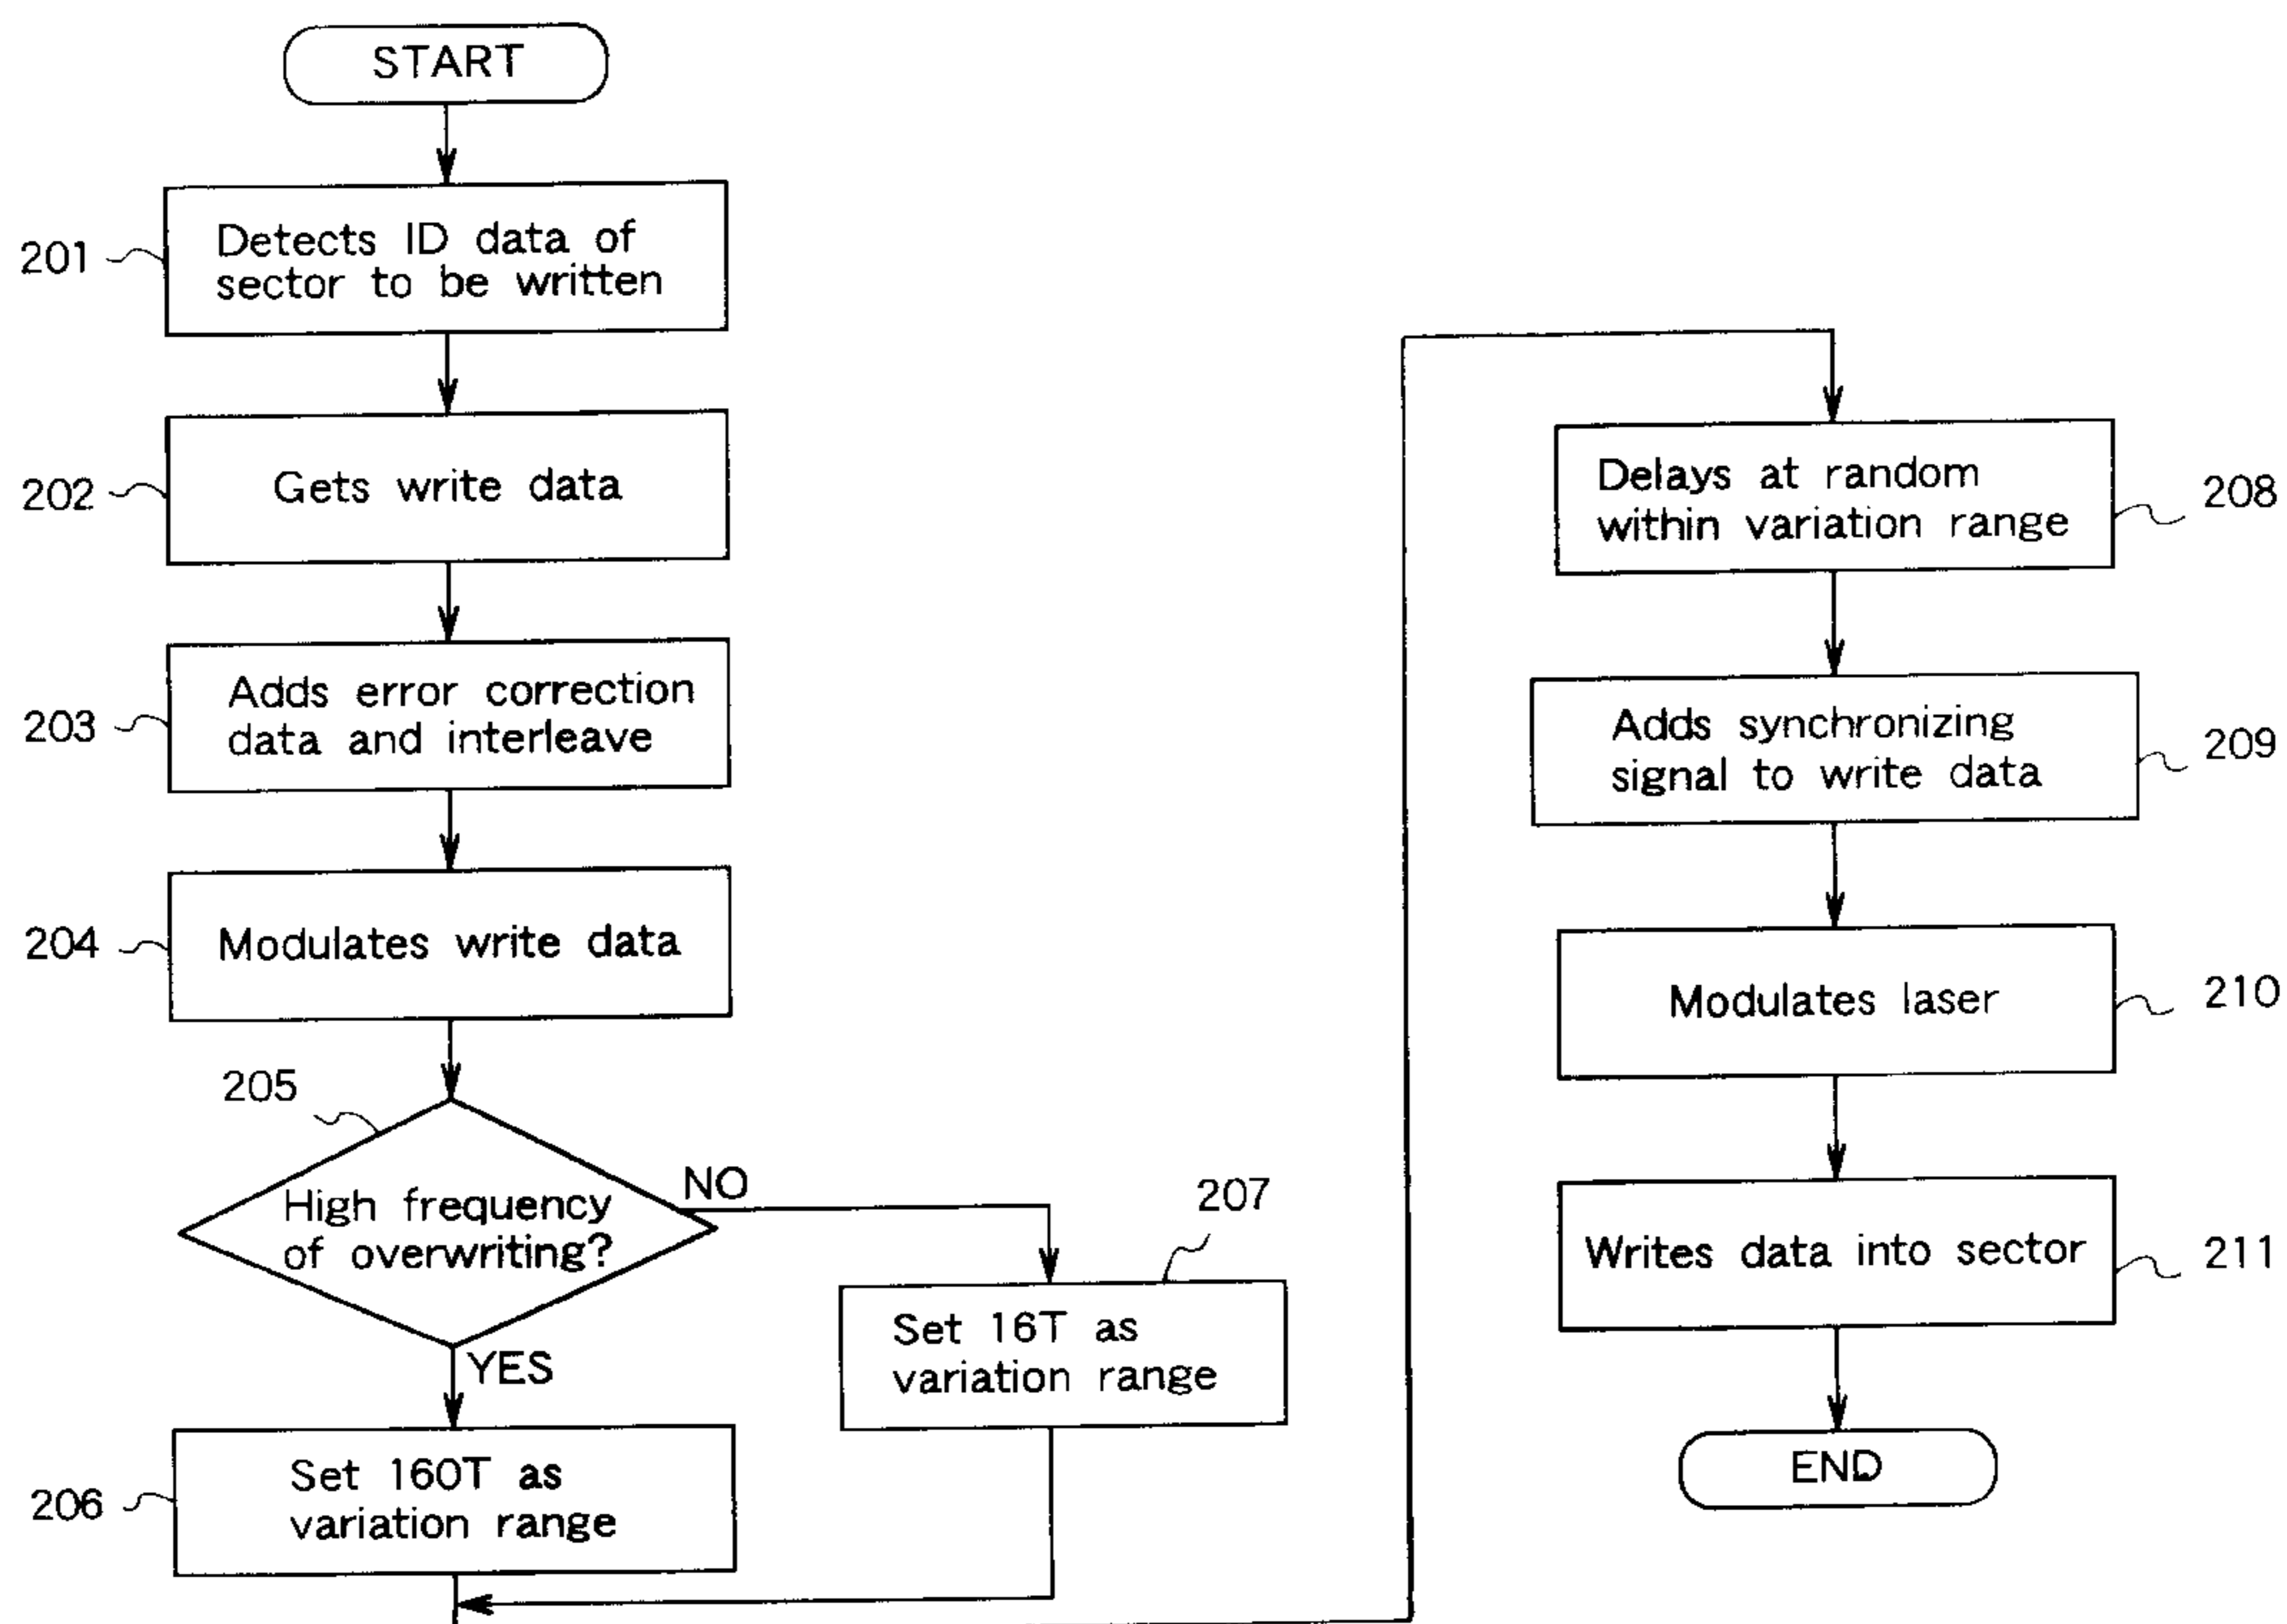 START
201
Detects ID data of
sector to be written
202
Gets write data
203
Adds error correction
data and interleave
204
Modulates write data
205
High frequency
of overwriting?
NO
YES
207
Set 16T as
variation range
206
Set 160T as
variation range
Delays at random
within variation range
208
Adds synchronizing
signal to write data
209
Modulates laser
210
Writes data into sector
211
END